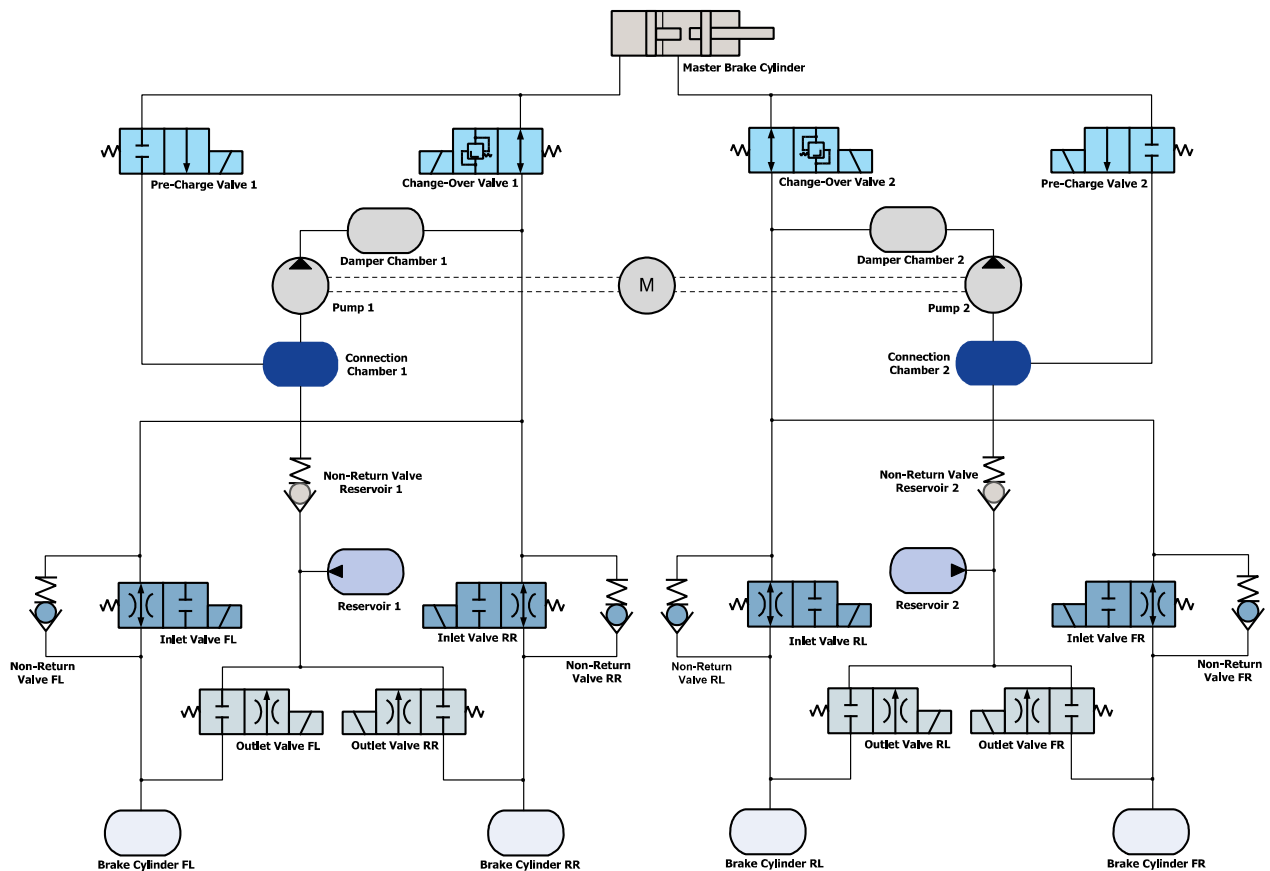 Master Brake Cylinder
Pre-Charge Valve 1
Change-Over Valve 1
Change-Over Valve 2
Pre-Charge Valve 2
Damper Chamber 1
Damper Chamber 2
M
Pump 1
Pump 2
Connection
Chamber 1
Connection
Chamber 2
Non-Return Valve
Reservoir 1
Non-Return Valve
Reservoir 2
Reservoir 1
Reservoir 2
Inlet Valve FL
Inlet Valve RR
Inlet Valve RL
Inlet Valve FR
Non-Return
Valve FL
Non-Return
Valve RR
Non-Return
Valve RL
Non-Return
Valve FR
Outlet Valve FL
Outlet Valve RR
Outlet Valve RL
Outlet Valve FR
Brake Cylinder FL
Brake Cylinder RR
Brake Cylinder RL
Brake Cylinder FR